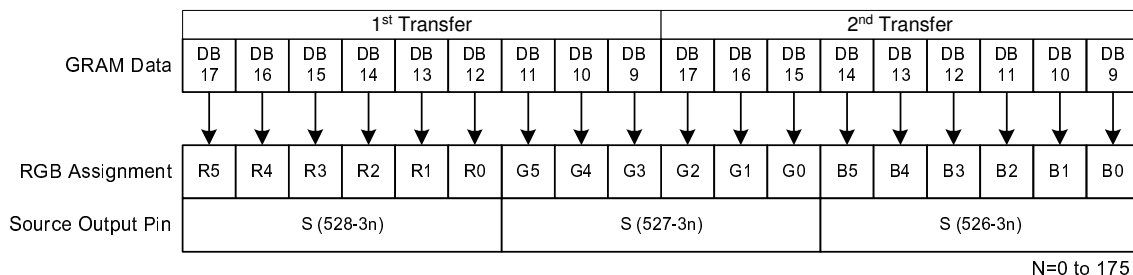 1st Transfer 2nd Transfer
GRAM Data DB 17 DB 16 DB 15 DB 14 DB 13 DB 12 DB 11 DB 10 DB 9 DB 17 DB 16 DB 15 DB 14 DB 13 DB 12 DB 11 DB 10 DB 9
RGB Assignment R5 R4 R3 R2 R1 R0 G5 G4 G3 G2 G1 G0 B5 B4 B3 B2 B1 B0
Source Output Pin S (528-3n) S (527-3n) S (526-3n)
N=0 to 175